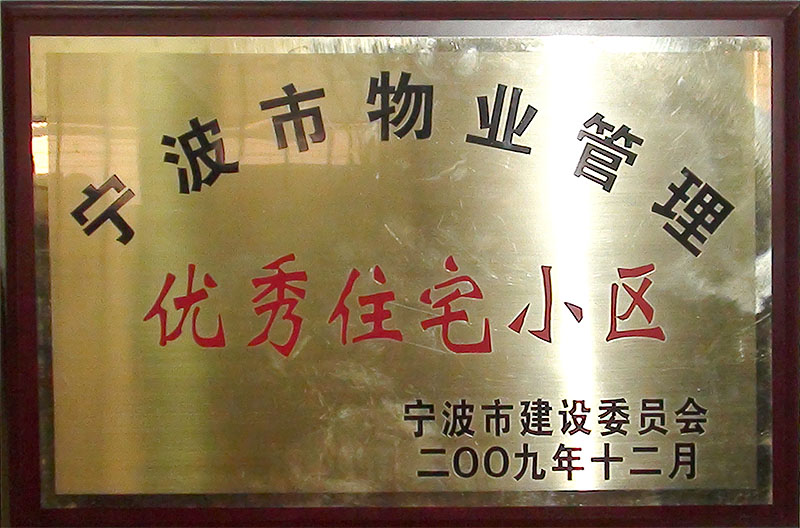 宁波市物业管理
优秀住宅小区
宁波市建设委员会
二〇〇九年十二月